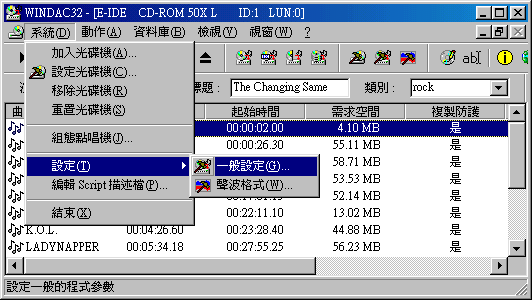 WINDAC32 - [E-IDE CD-ROM 50X L ID:1 LUN:0]
系統(D) 動作(A) 資料庫(B) 檢視(V) 視窗(W) ?
加入光碟機(A)...
設定光碟機(C)...
移除光碟機(R)
重置光碟機(S)
組態點唱機(J)...
設定(T)
編輯 Script 描述檔(P)...
結束(X)
一般設定(G)...
聲波格式(W)...
abI
標題： The Changing Same 類別： rock
曲 起始時間 需求空間 複製防護
00:00:02.00 4.10 MB 是
00:00:26.30 55.11 MB 是
58.71 MB 是
53.51 MB 是
00:17:13.15 52.14 MB 是
00:22:11.10 13.02 MB 是
K.O.L. 00:04:26.60 00:23:28.40 44.88 MB 是
LADYNAPPER 00:05:34.18 00:27:55.25 56.23 MB 是
設定一般的程式參數